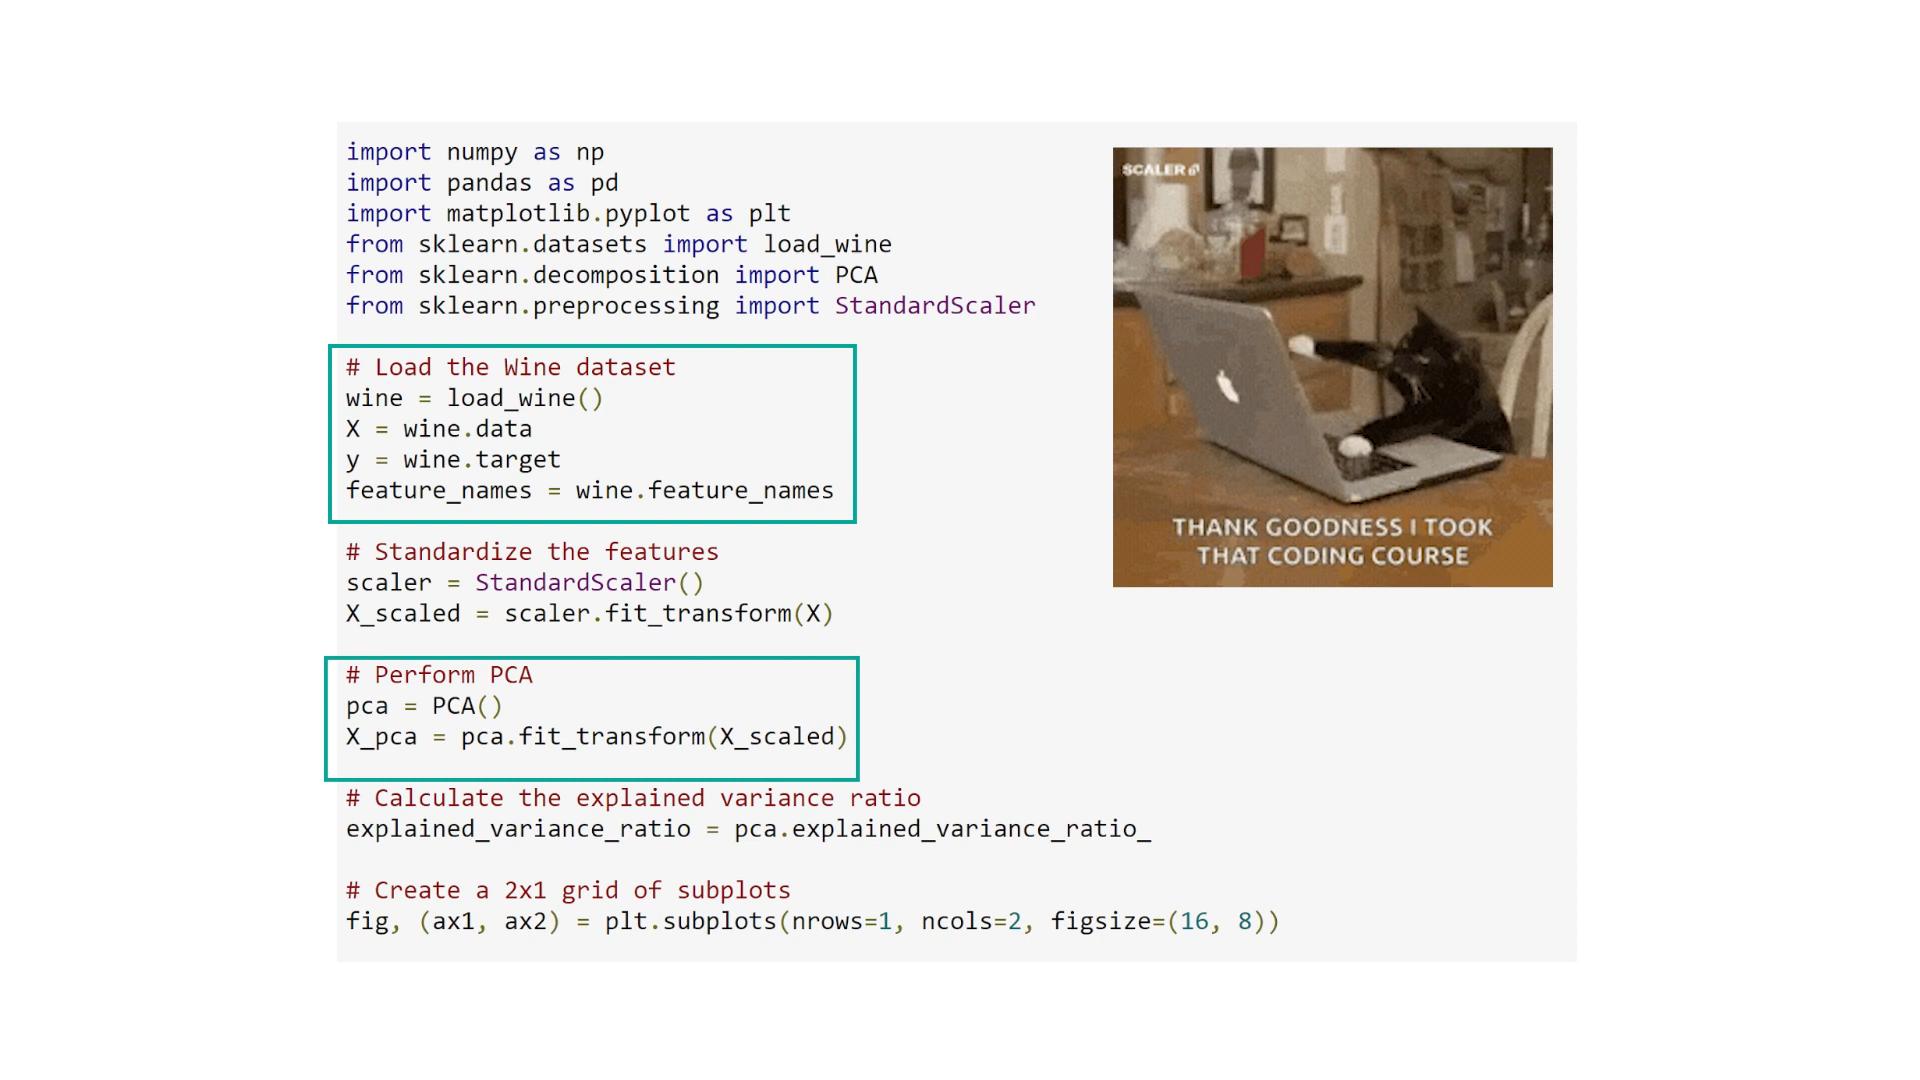 import numpy as np
import pandas as pd
import matplotlib.pyplot as plt
from sklearn.datasets import load_wine
from sklearn.decomposition import PCA
from sklearn.preprocessing import StandardScaler
# Load the Wine dataset
wine = load_wine()
X = wine.data
y = wine.target
feature_names = wine.feature_names
# Standardize the features
scaler = StandardScaler()
X_scaled = scaler.fit_transform(X)
# Perform PCA
pca = PCA()
X_pca = pca.fit_transform(X_scaled)
# Calculate the explained variance ratio
explained_variance_ratio = pca.explained_variance_ratio_
# Create a 2x1 grid of subplots
fig, (ax1, ax2) = plt.subplots(nrows=1, ncols=2, figsize=(16, 8))
SCALER
THANK GOODNESS I TOOK
THAT CODING COURSE